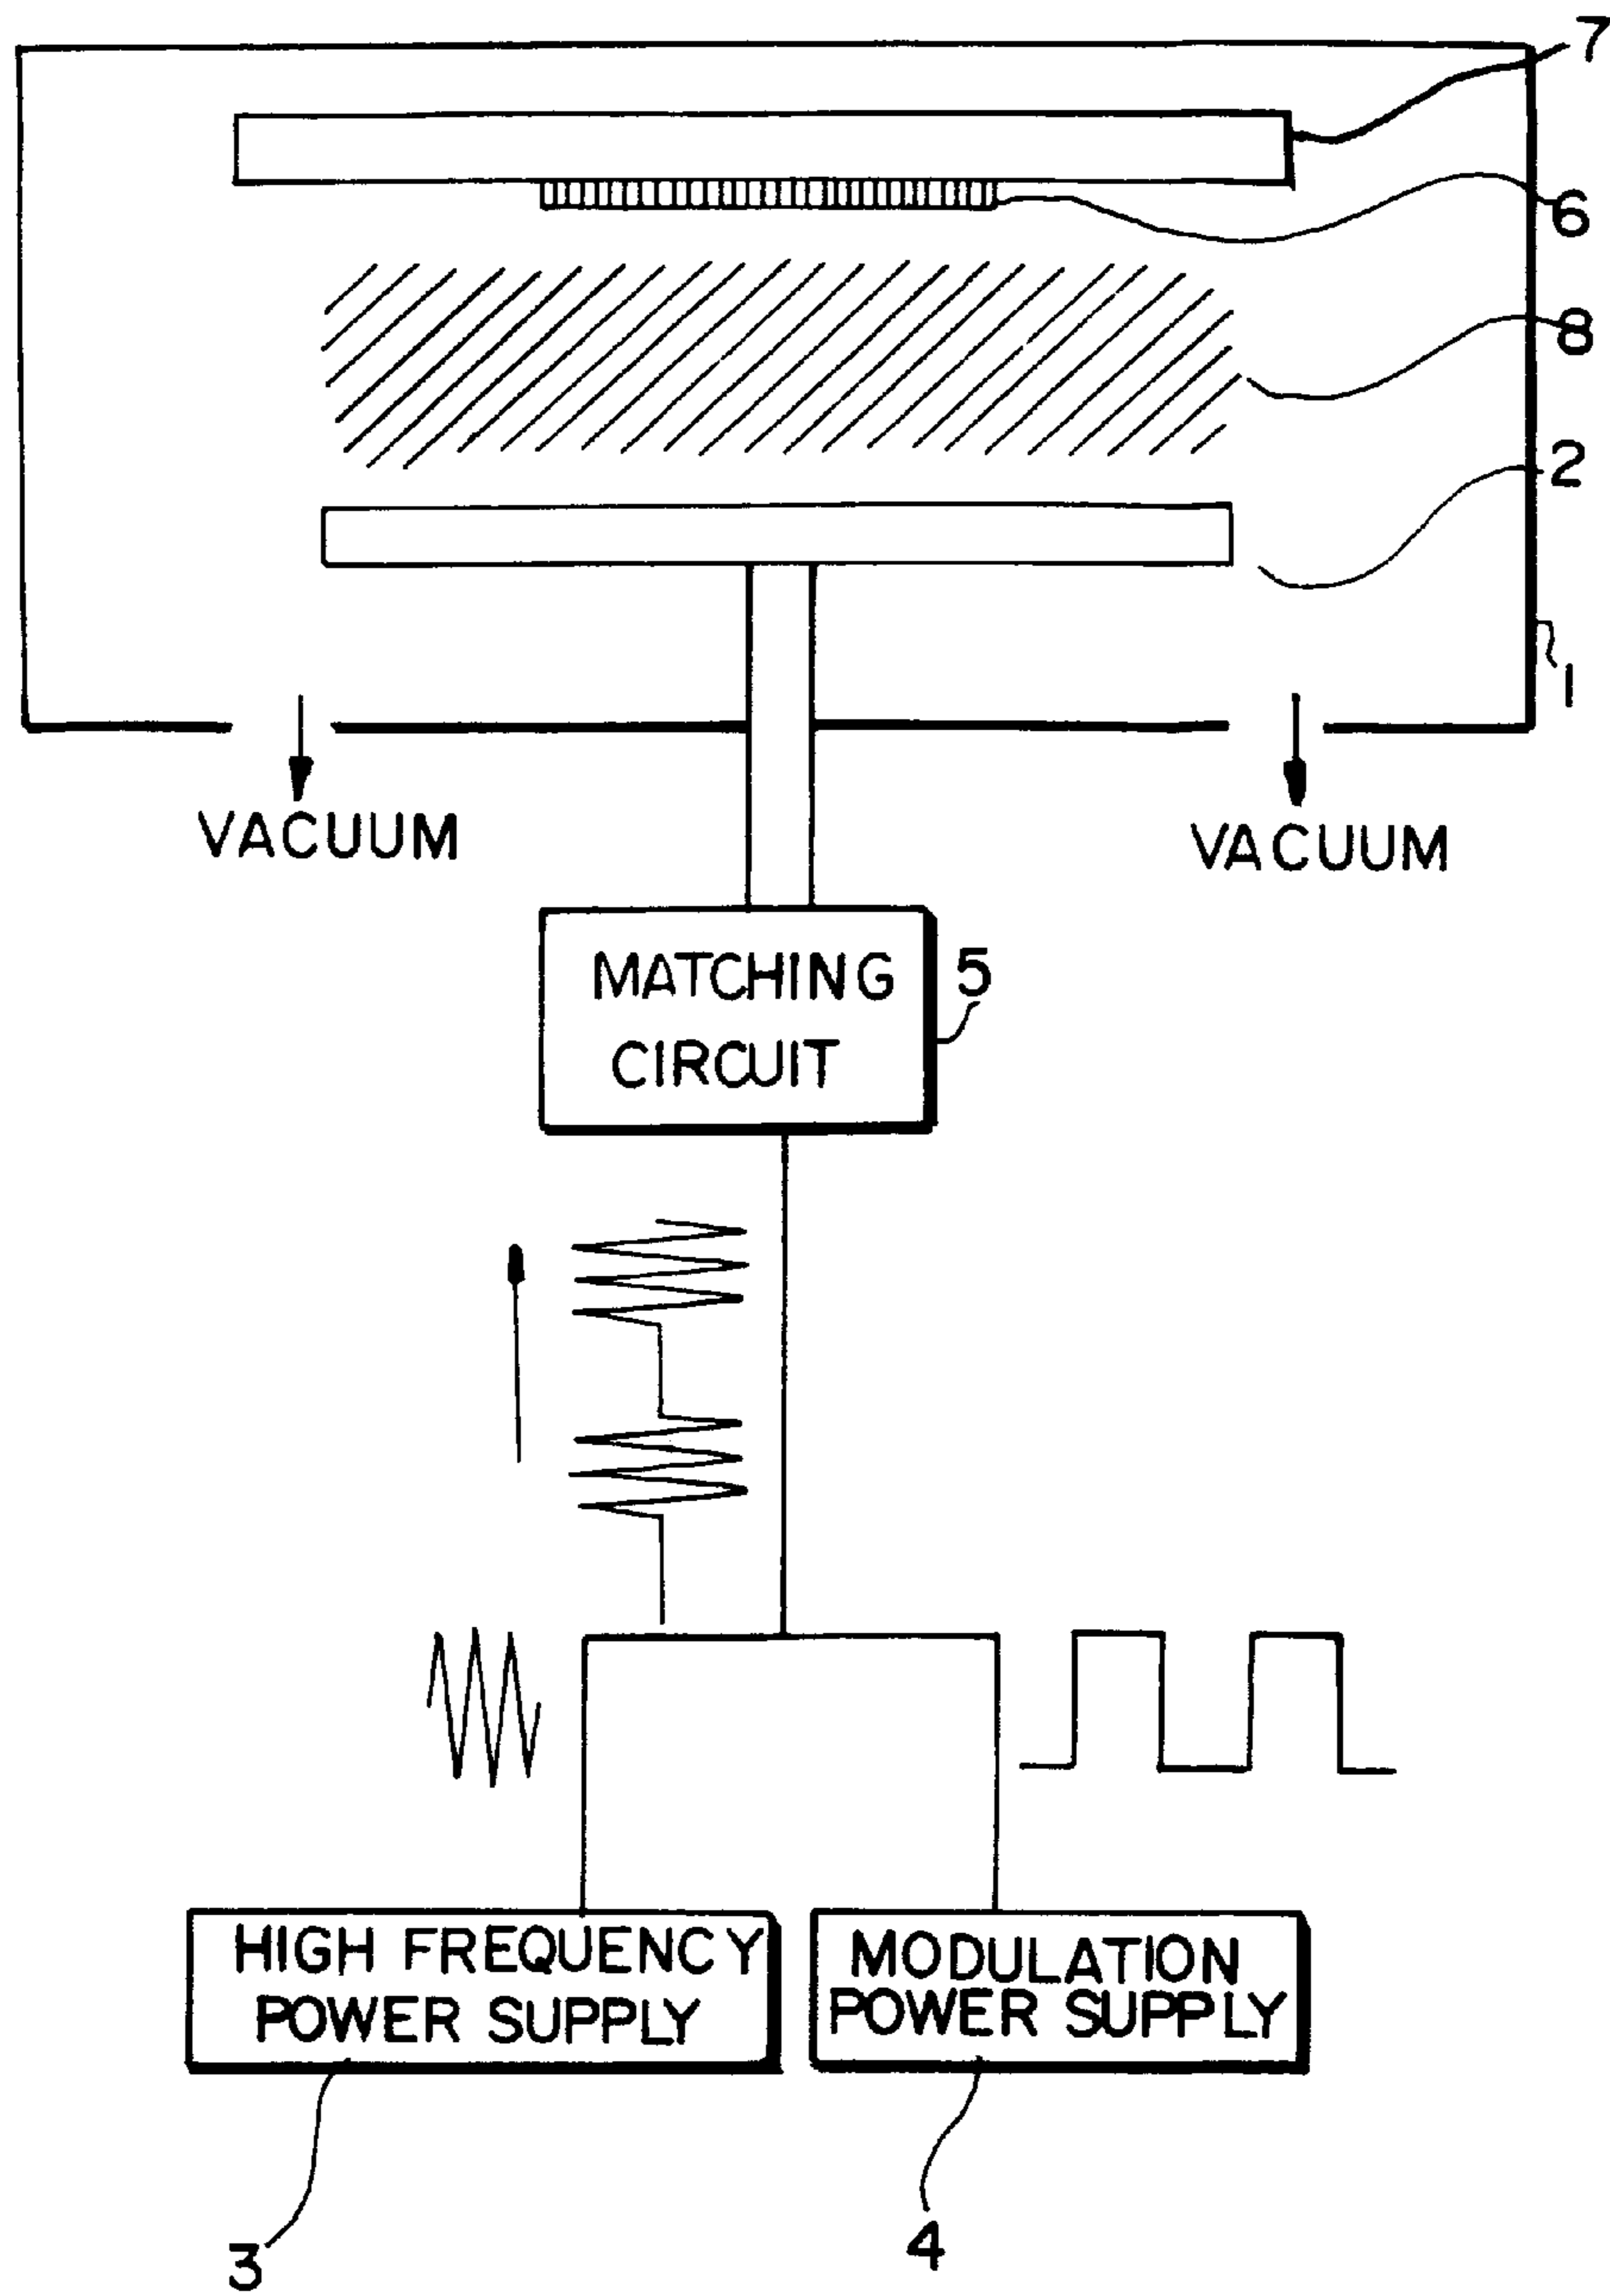 7
6
8
2
1
VACUUM
VACUUM
MATCHING
CIRCUIT
5
HIGH FREQUENCY
POWER SUPPLY
MODULATION
POWER SUPPLY
3
4